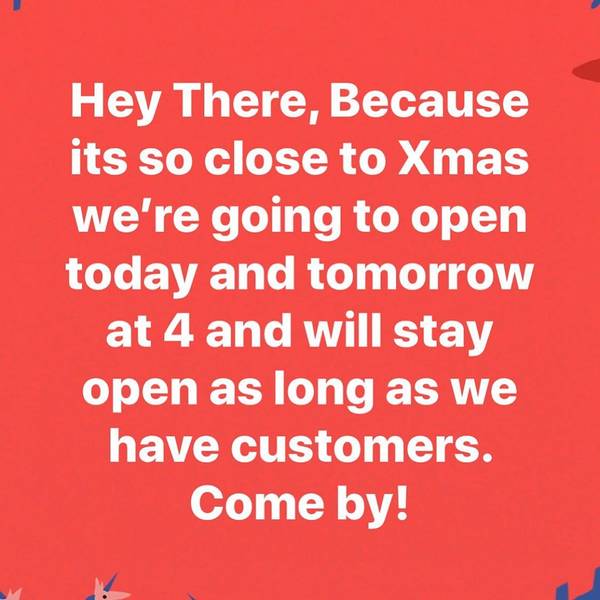 Hey There, Because
its so close to Xmas
we’re going to open
today and tomorrow
at 4 and will stay
open as long as we
have customers.
Come by!